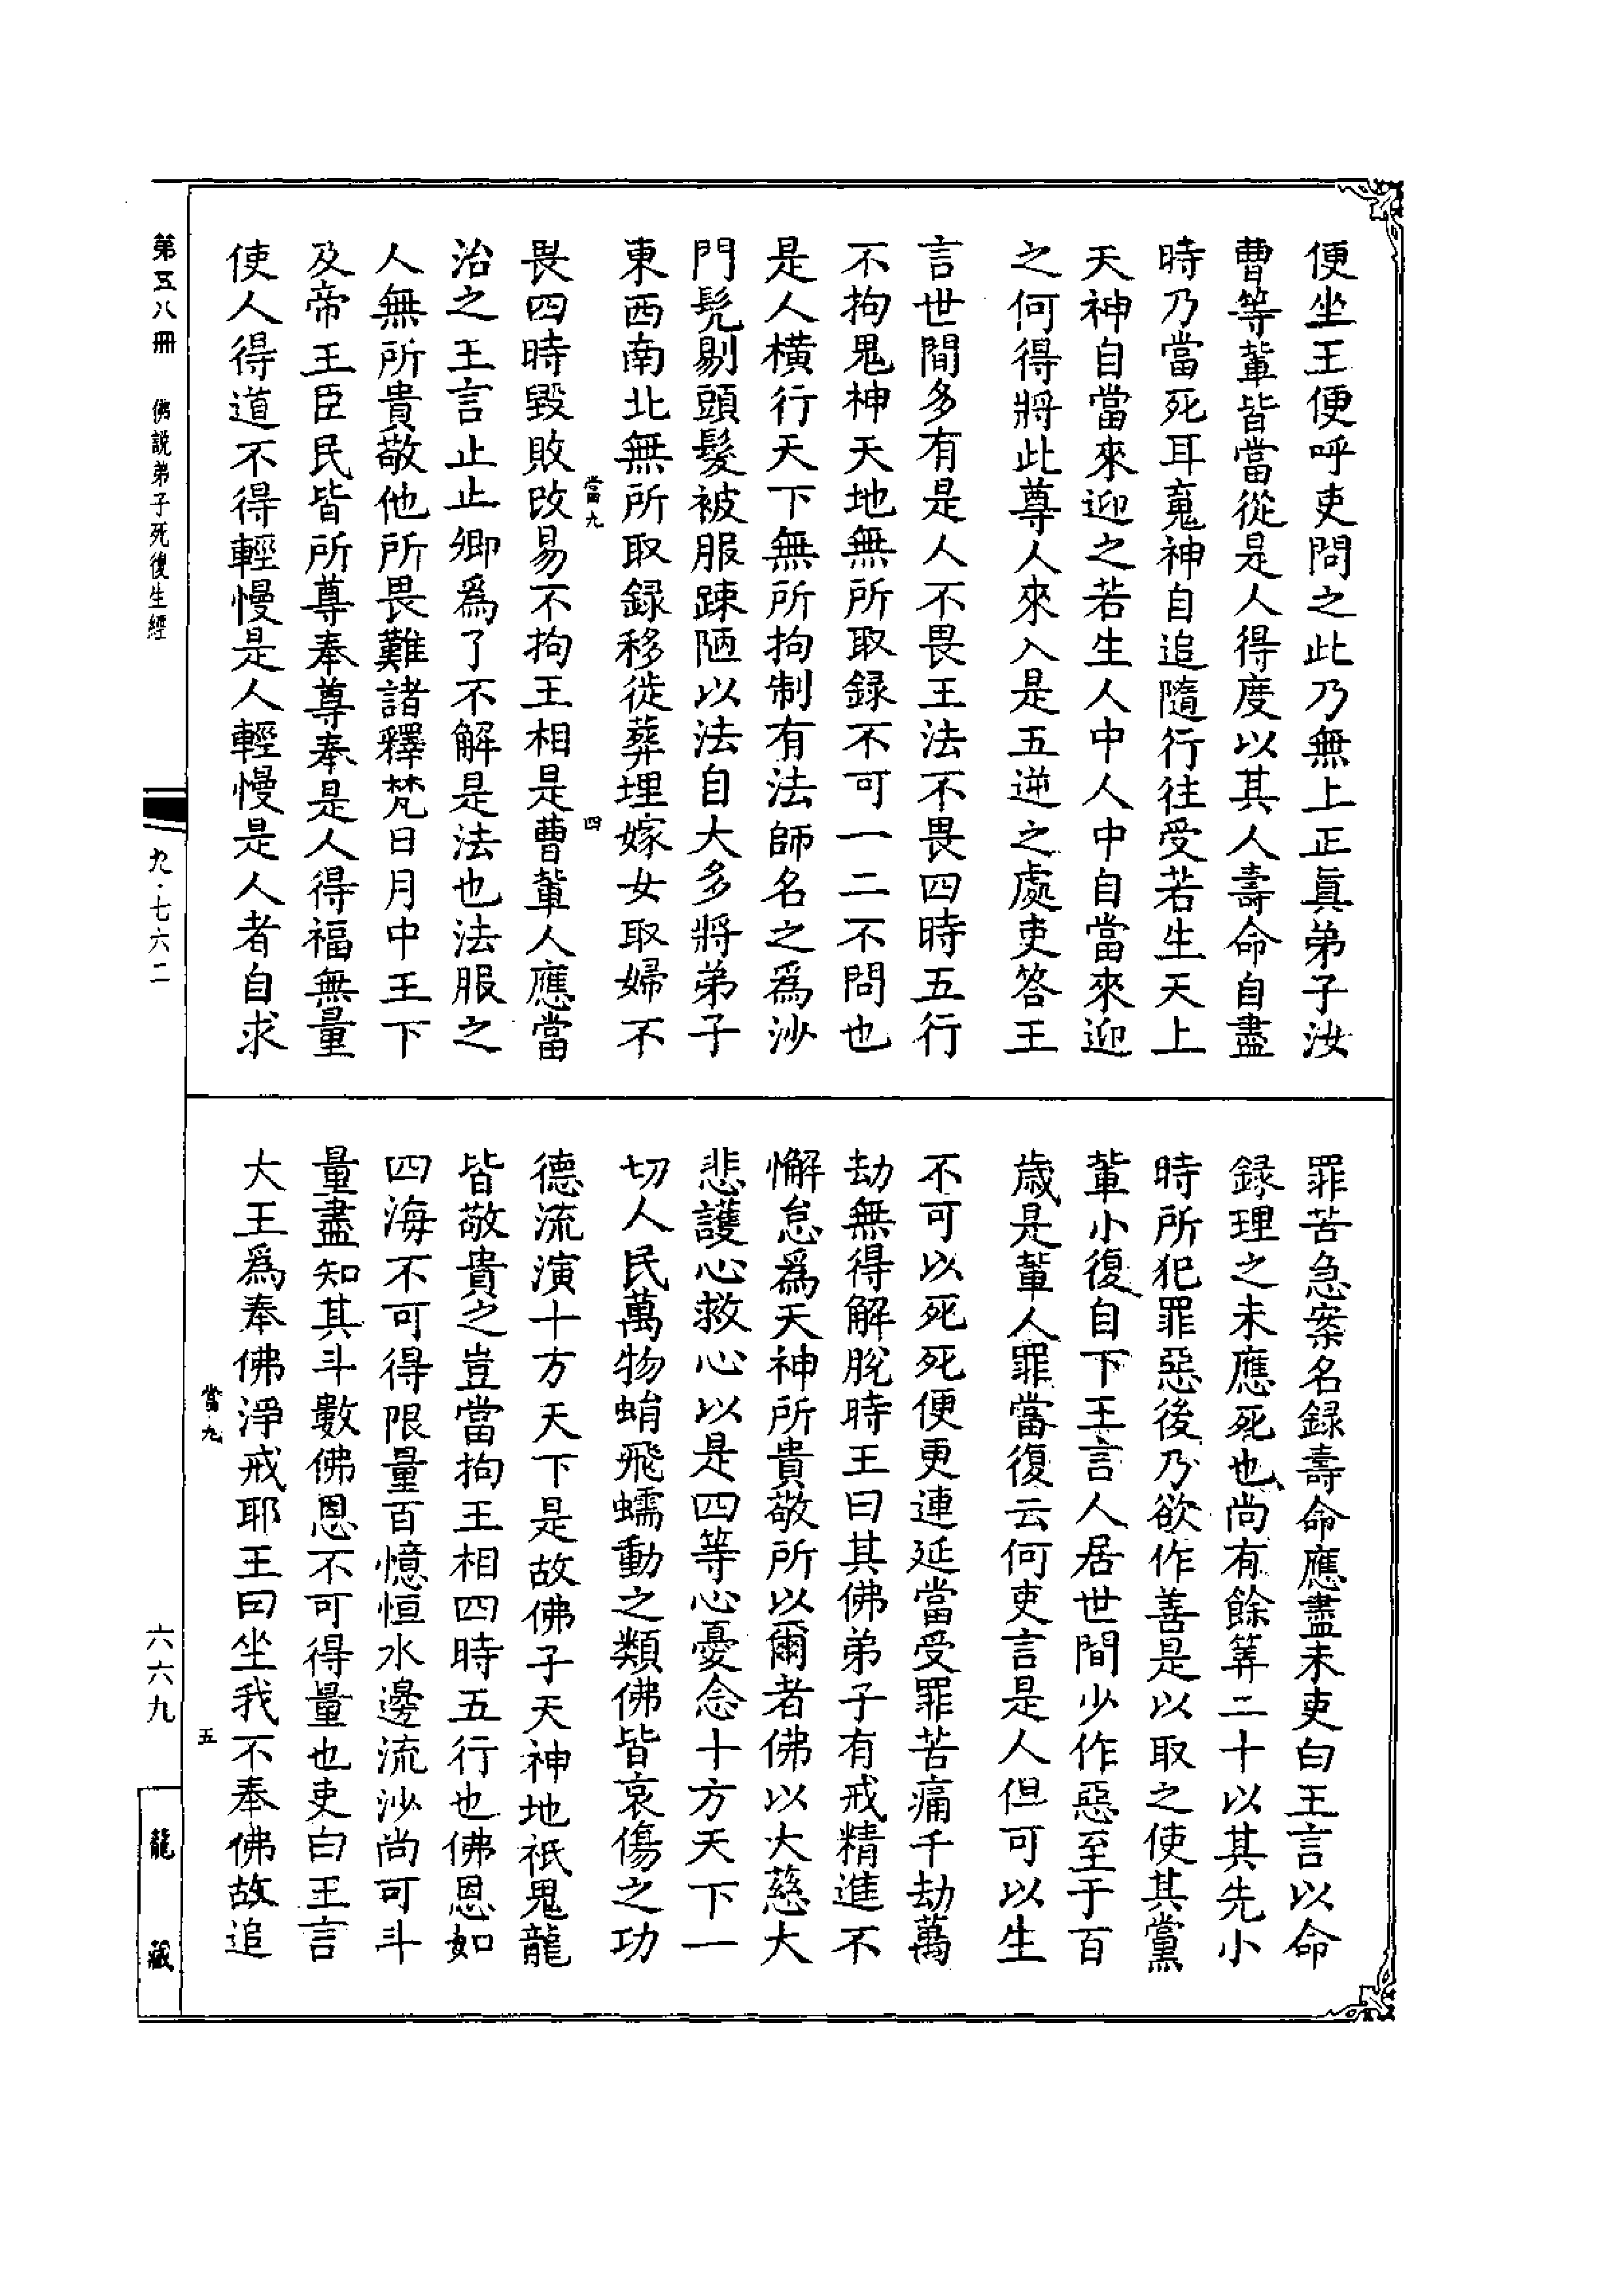 便坐王便呼吏問之此乃無上正眞弟子汝
曹等輩皆當從是人得度以其人壽命自盡
時乃當死耳䰟神自追隨行往受若生天上
天神自當來迎之若生人中人中自當來迎
之何得將此尊人來入是五逆之處吏答王
言世間多有是人不畏王法不畏四時五行
不拘鬼神天地無所取録不可一二不問也
是人橫行天下無所拘制有法師名之爲沙
門髠剔頭髮被服踈陋以法自大多將弟子
東西南北無所取録移徙葬埋嫁女取婦不
當九
四
畏四時毀敗改易不拘王相是曹輩人應當
治之王言止止卿爲了不解是法也法服之
人無所貴敬他所畏難諸釋梵日月中王下
及帝王臣民皆所尊奉尊奉是人得福無量
使人得道不得輕慢是人輕慢是人者自求
罪苦急案名録壽命應盡未吏白王言以命
録理之未應死也尚有餘筭二十以其先小
時所犯罪惡後乃欲作善是以取之使其黨
輩小復自下王言人居世間少作惡至于百
歲是輩人罪當復云何吏言是人但可以生
不可以死死便更連延當受罪苦痛千劫萬
劫無得解脫時王曰其佛弟子有戒精進不
懈怠爲天神所貴敬所以爾者佛以大慈大
悲護心救心以是四等心憂念十方天下一
切人民萬物蛸飛蠕動之類佛皆哀傷之功
德流演十方天下是故佛子天神地祇鬼龍
皆敬貴之豈當拘王相四時五行也佛恩如
四海不可得限量百憶恒水邊流沙尚可斗
量盡知其斗數佛恩不可得量也吏白王言
大王爲奉佛淨戒耶王曰坐我不奉佛故追
當九
五
第五八冊 佛説弟子死復生經
九·七六二
六六九
龍藏